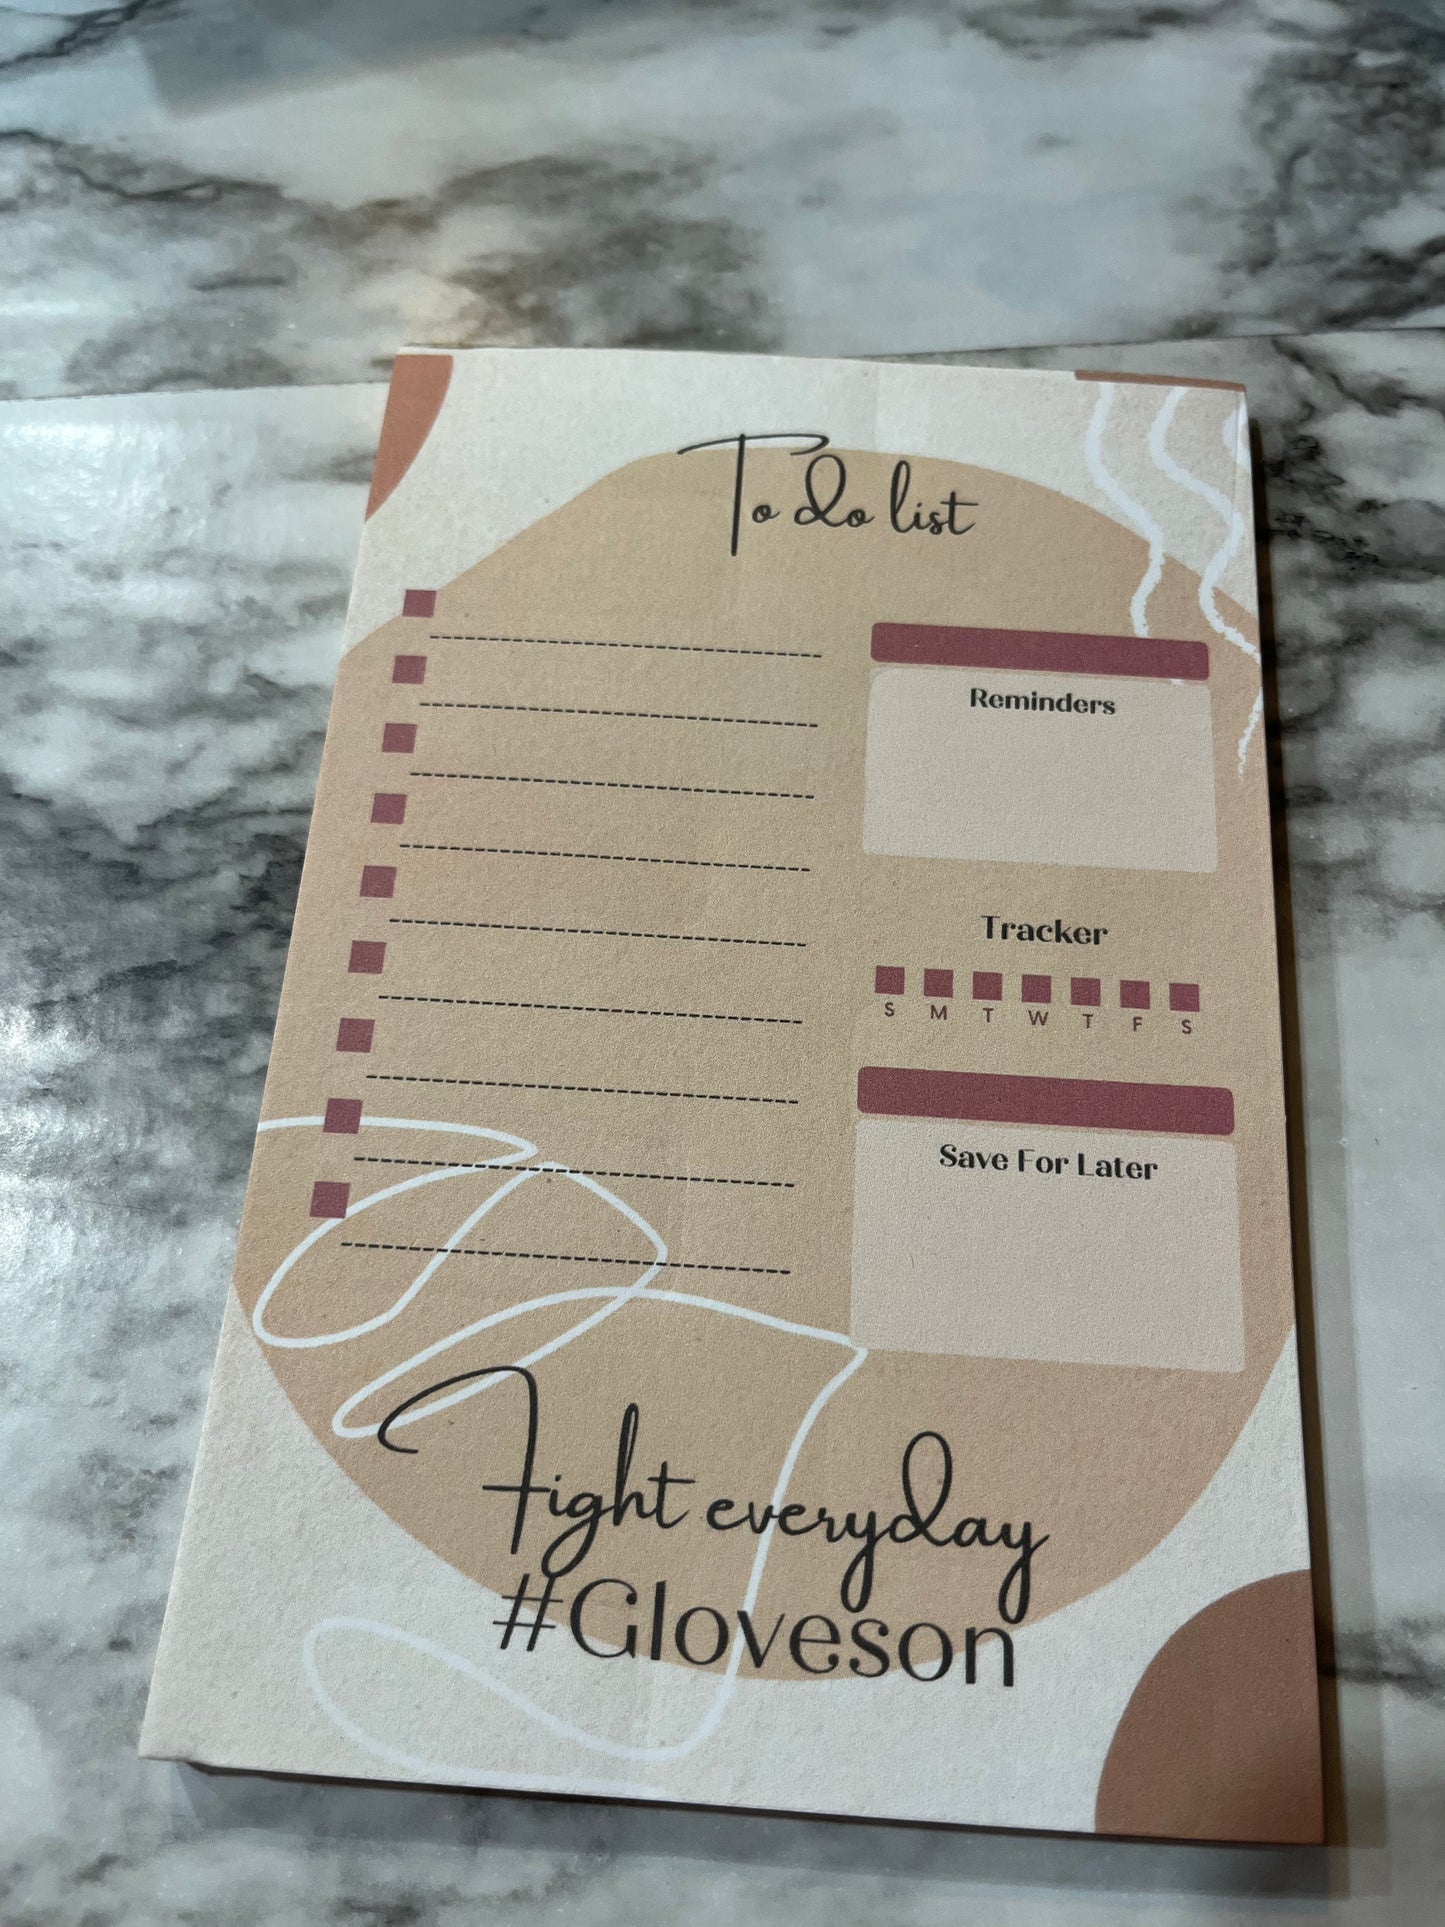 To do list
Reminders
Tracker
S M T W T F S
Save For Later
Fight everyday
#Gloveson